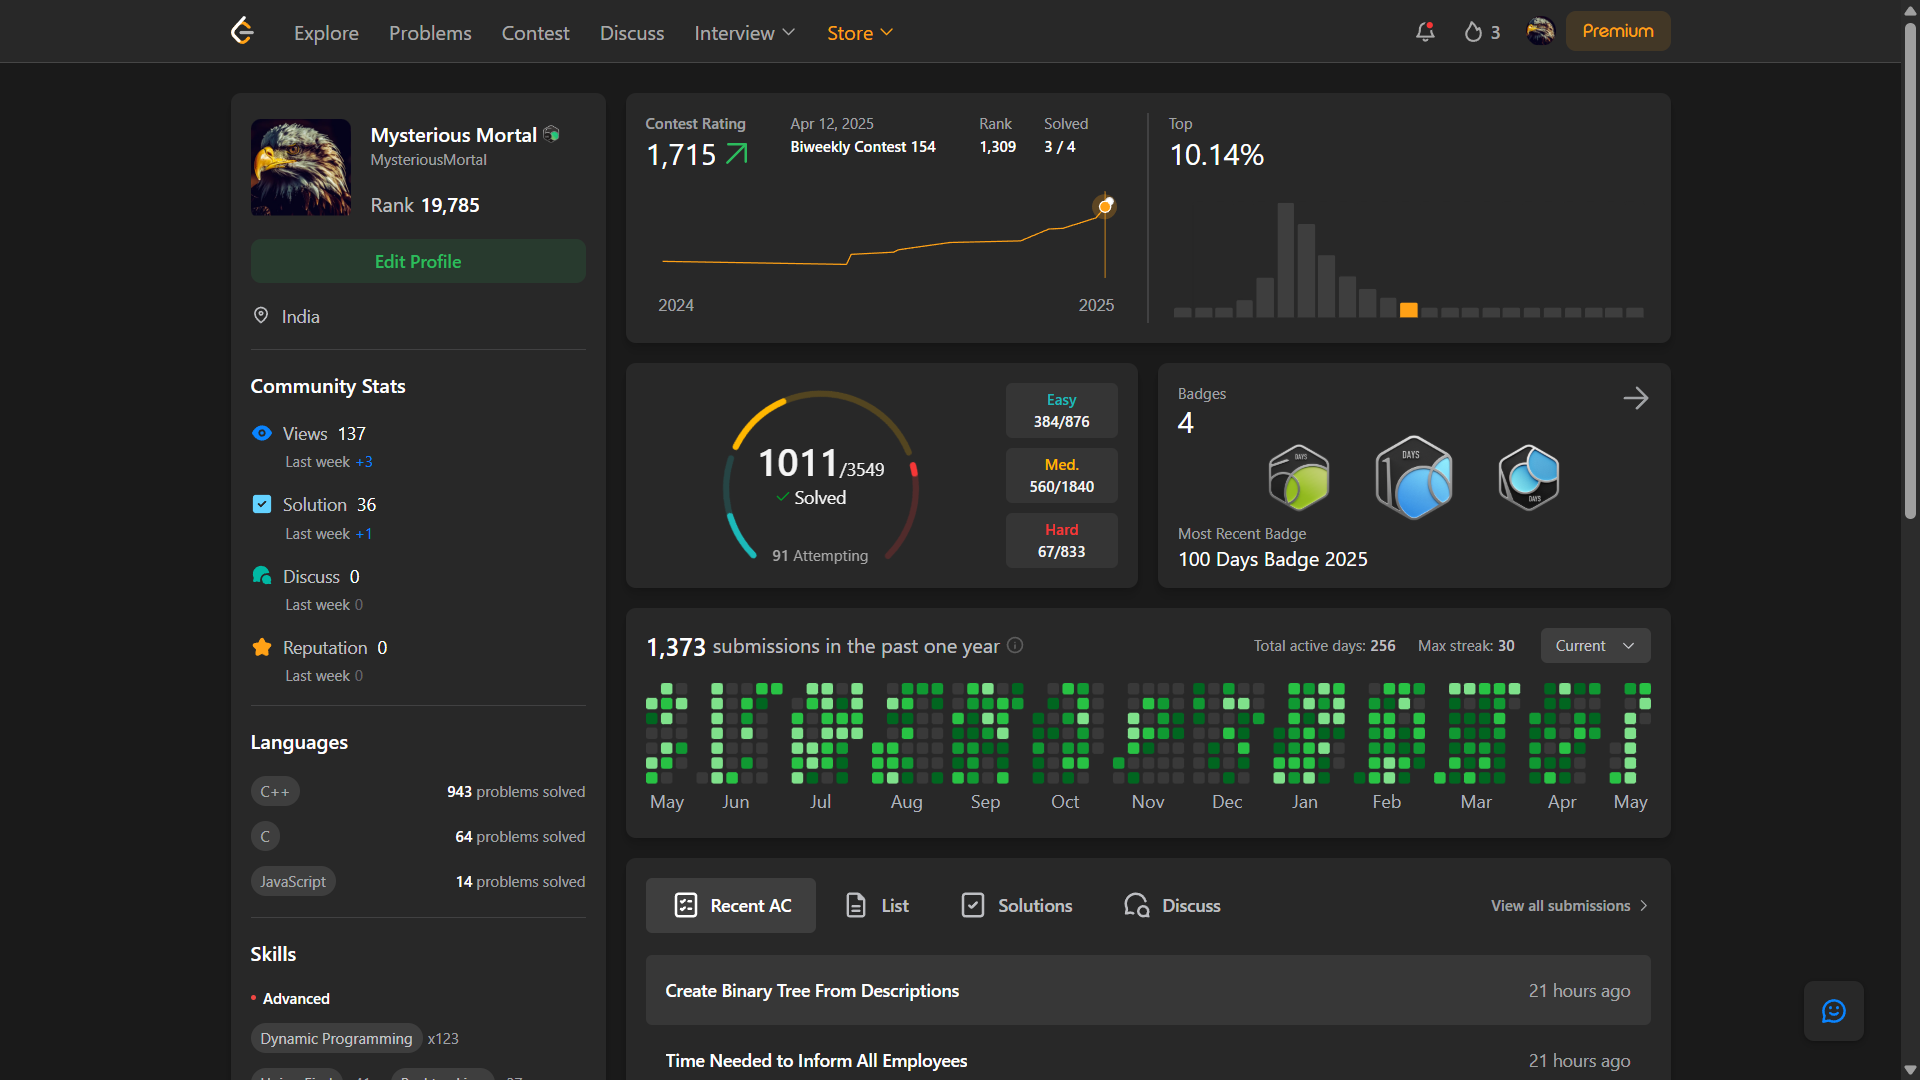 Explore Problems Contest Discuss Interview Store 3 Premium
Mysterious Mortal
MysteriousMortal
Rank 19,785
Edit Profile
India
Community Stats
Views 137
Last week +3
Solution 36
Last week +1
Discuss 0
Last week 0
Reputation 0
Last week 0
Languages
C++ 943 problems solved
C 64 problems solved
JavaScript 14 problems solved
Skills
Advanced
Dynamic Programming x123
Contest Rating
1,715
Apr 12, 2025
Biweekly Contest 154
Rank
1,309
Solved
3 / 4
2024 2025
Top
10.14%
1011/3549
Solved
91 Attempting
Easy
384/876
Med.
560/1840
Hard
67/833
Badges
4
DAYS
DAYS
DAYS
Most Recent Badge
100 Days Badge 2025
1,373 submissions in the past one year
Total active days: 256 Max streak: 30 Current
May Jun Jul Aug Sep Oct Nov Dec Jan Feb Mar Apr May
Recent AC List Solutions Discuss View all submissions
Create Binary Tree From Descriptions 21 hours ago
Time Needed to Inform All Employees 21 hours ago